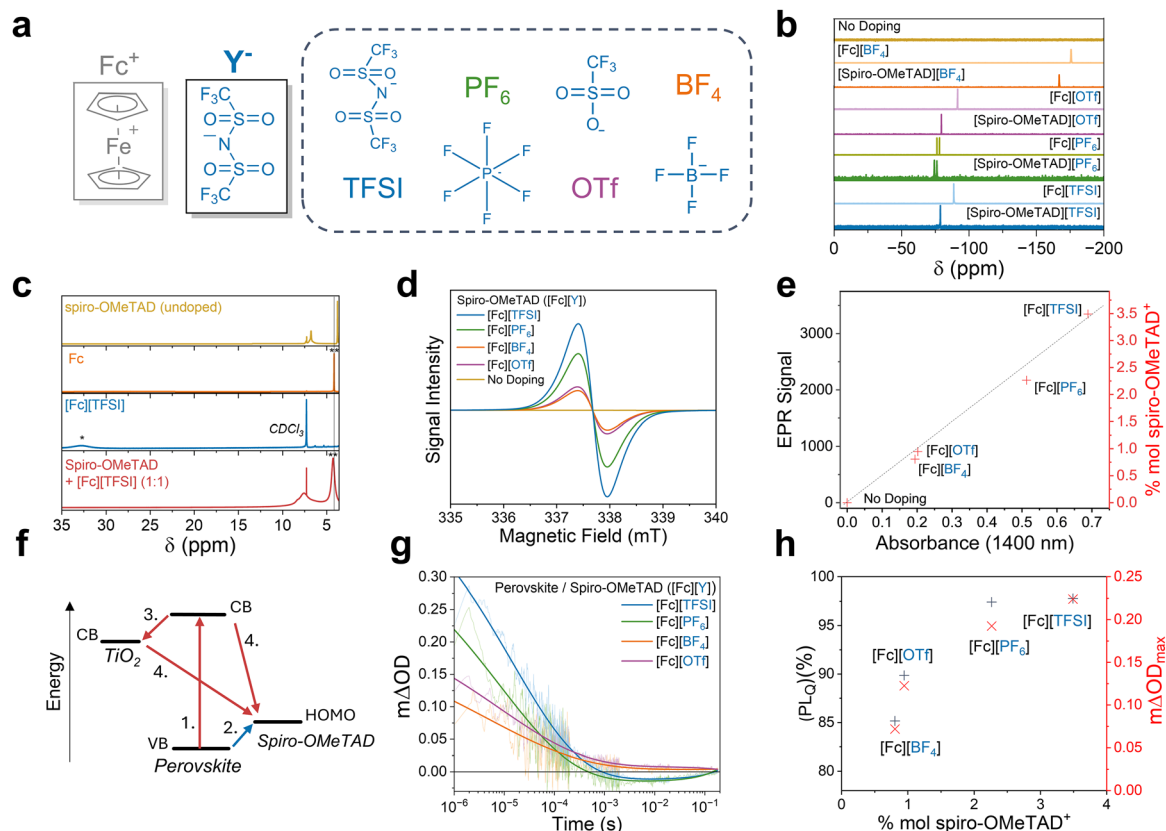 a
Fc⁺
Fe
+
Y⁻
F₃C
O
S
O
N
−
O
S
O
F₃C
CF₃
O
S
O
N⁻
O
S
O
CF₃
TFSI
PF₆
F
F
F
P⁻
F
F
F
CF₃
O
S
O
O⁻
OTf
BF₄
F
F
B⁻
F
F
b
No Doping
[Fc][BF₄]
[Spiro-OMeTAD][BF₄]
[Fc][OTf]
[Spiro-OMeTAD][OTf]
[Fc][PF₆]
[Spiro-OMeTAD][PF₆]
[Fc][TFSI]
[Spiro-OMeTAD][TFSI]
0 −50 −100 −150 −200
δ (ppm)
c
spiro-OMeTAD (undoped)
Fc
**
[Fc][TFSI]
*
CDCl₃
Spiro-OMeTAD
+ [Fc][TFSI] (1:1)
**
35 30 25 20 15 10 5
δ (ppm)
d
Spiro-OMeTAD ([Fc][Y])
[Fc][TFSI]
[Fc][PF₆]
[Fc][BF₄]
[Fc][OTf]
No Doping
Signal Intensity
335 336 337 338 339 340
Magnetic Field (mT)
e
EPR Signal
3000
2000
1000
0
[Fc][TFSI]
[Fc][PF₆]
[Fc][OTf]
[Fc][BF₄]
No Doping
3.5
3.0
2.5
2.0
1.5
1.0
0.5
0.0
% mol spiro-OMeTAD⁺
0.0 0.1 0.2 0.3 0.4 0.5 0.6 0.7
Absorbance (1400 nm)
f
Energy
CB
TiO₂
3.
CB
4.
4.
1.
2.
HOMO
Spiro-OMeTAD
VB
Perovskite
g
m∆OD
0.30
0.25
0.20
0.15
0.10
0.05
0.00
Perovskite / Spiro-OMeTAD ([Fc][Y])
[Fc][TFSI]
[Fc][PF₆]
[Fc][BF₄]
[Fc][OTf]
10⁻⁶ 10⁻⁵ 10⁻⁴ 10⁻³ 10⁻² 10⁻¹
Time (s)
h
(PL_Q)(%)
100
95
90
85
80
[Fc][OTf]
[Fc][BF₄]
[Fc][PF₆]
[Fc][TFSI]
0.25
0.20
0.15
0.10
0.05
0.00
m∆OD_max
0 1 2 3 4
% mol spiro-OMeTAD⁺